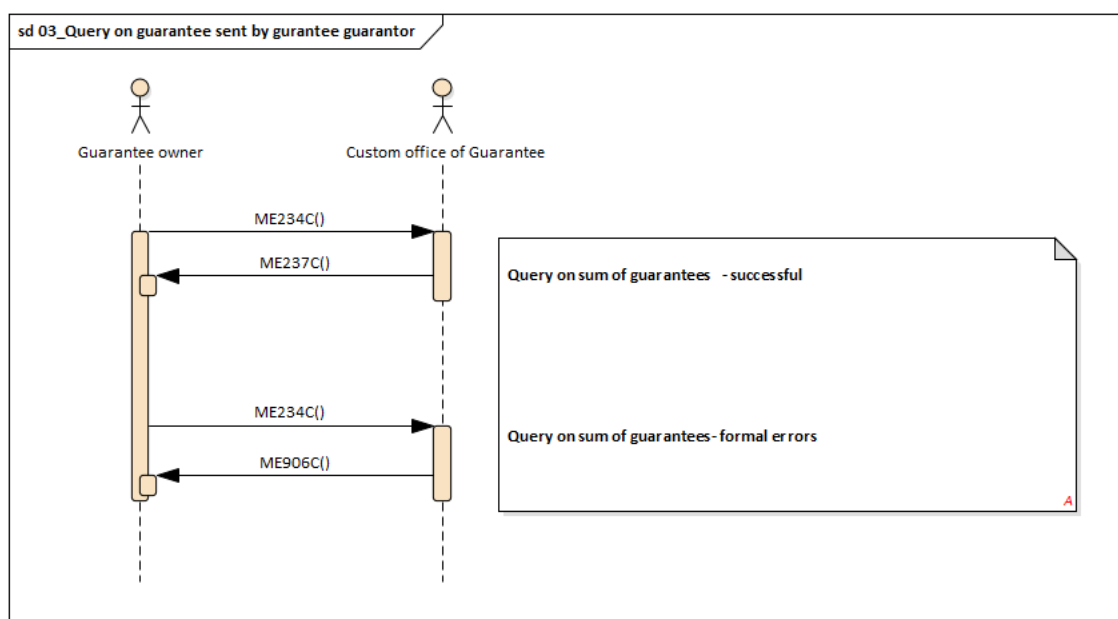 sd 03_Query on guarantee sent by gurantee guarantor
Guarantee owner
Custom office of Guarantee
ME234C()
ME237C()
Query on sum of guarantees - successful
ME234C()
Query on sum of guarantees- formal errors
ME906C()
A